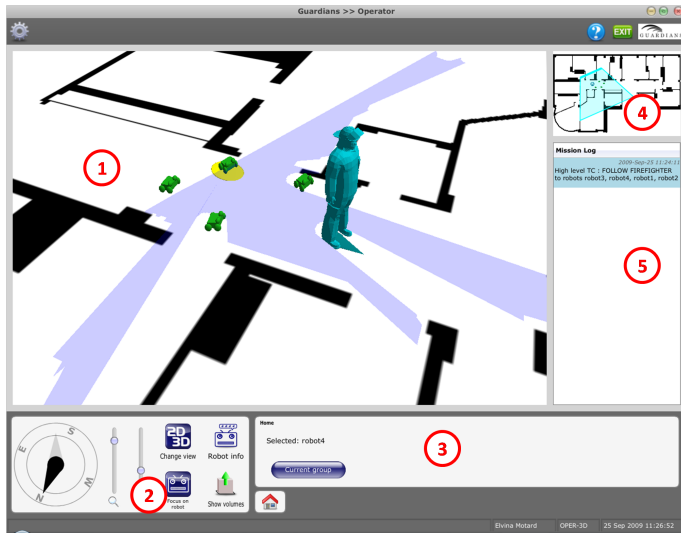 Guardians >> Operator
EXIT
GUARDIANS
1
4
Mission Log
2009-Sep-25 11:24:11
High level TC : FOLLOW FIREFIGHTER
to robots robot3, robot4, robot1, robot2
5
S
E
W
N
2D
3D
Change view
Robot info
2
Focus on
robot
Show volumes
Home
Selected: robot4
3
Current group
Elvina Motard
OPER-3D
25 Sep 2009 11:26:52